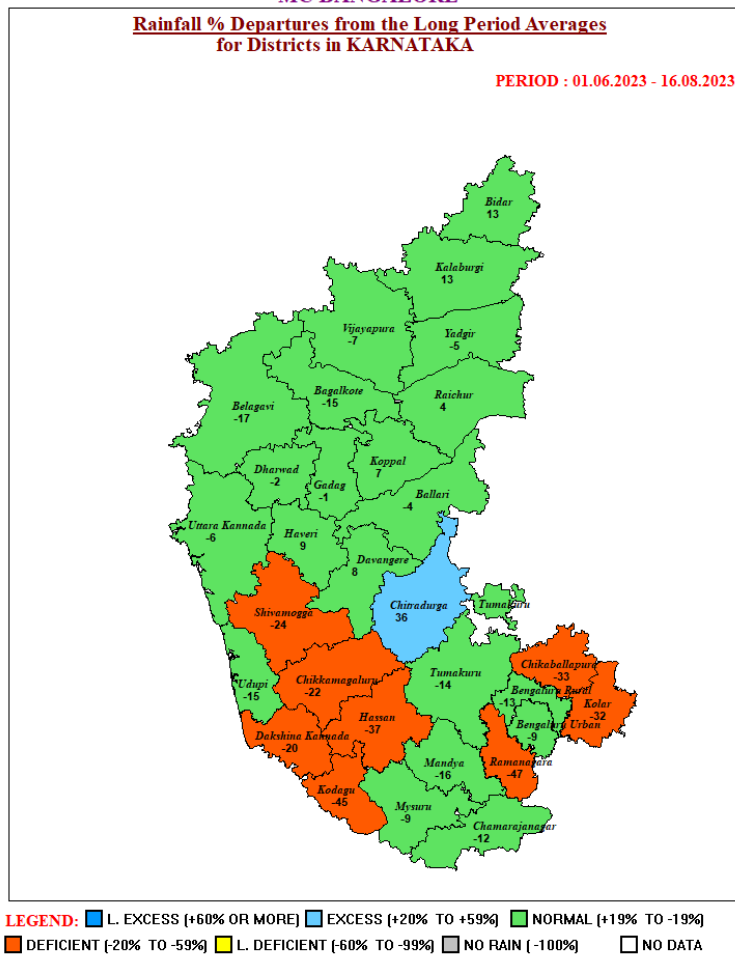 MC BANGALORE
Rainfall % Departures from the Long Period Averages
for Districts in KARNATAKA
PERIOD : 01.06.2023 - 16.08.2023
Bidar
13
Kalaburgi
13
Vijayapura
-7
Yadgir
-5
Bagalkote
-15
Raichur
4
Belagavi
-17
Dharwad
-2
Gadag
-1
Koppal
7
Ballari
-4
Uttara Kannada
-6
Haveri
9
Davangere
8
Chitradurga
36
Tumakuru
Shivamogga
-24
Chikkamagaluru
-22
Tumakuru
-14
Chikaballapura
-33
Udupi
-15
Bengaluru Rural
-13
Kolar
-32
Hassan
-37
Bengaluru Urban
-9
Dakshina Kannada
-20
Mandya
-16
Ramanagara
-47
Kodagu
-45
Mysuru
-9
Chamarajanagar
-12
LEGEND: L. EXCESS (+60% OR MORE) EXCESS (+20% TO +59%) NORMAL (+19% TO -19%)
DEFICIENT (-20% TO -59%) L. DEFICIENT (-60% TO -99%) NO RAIN (-100%) NO DATA